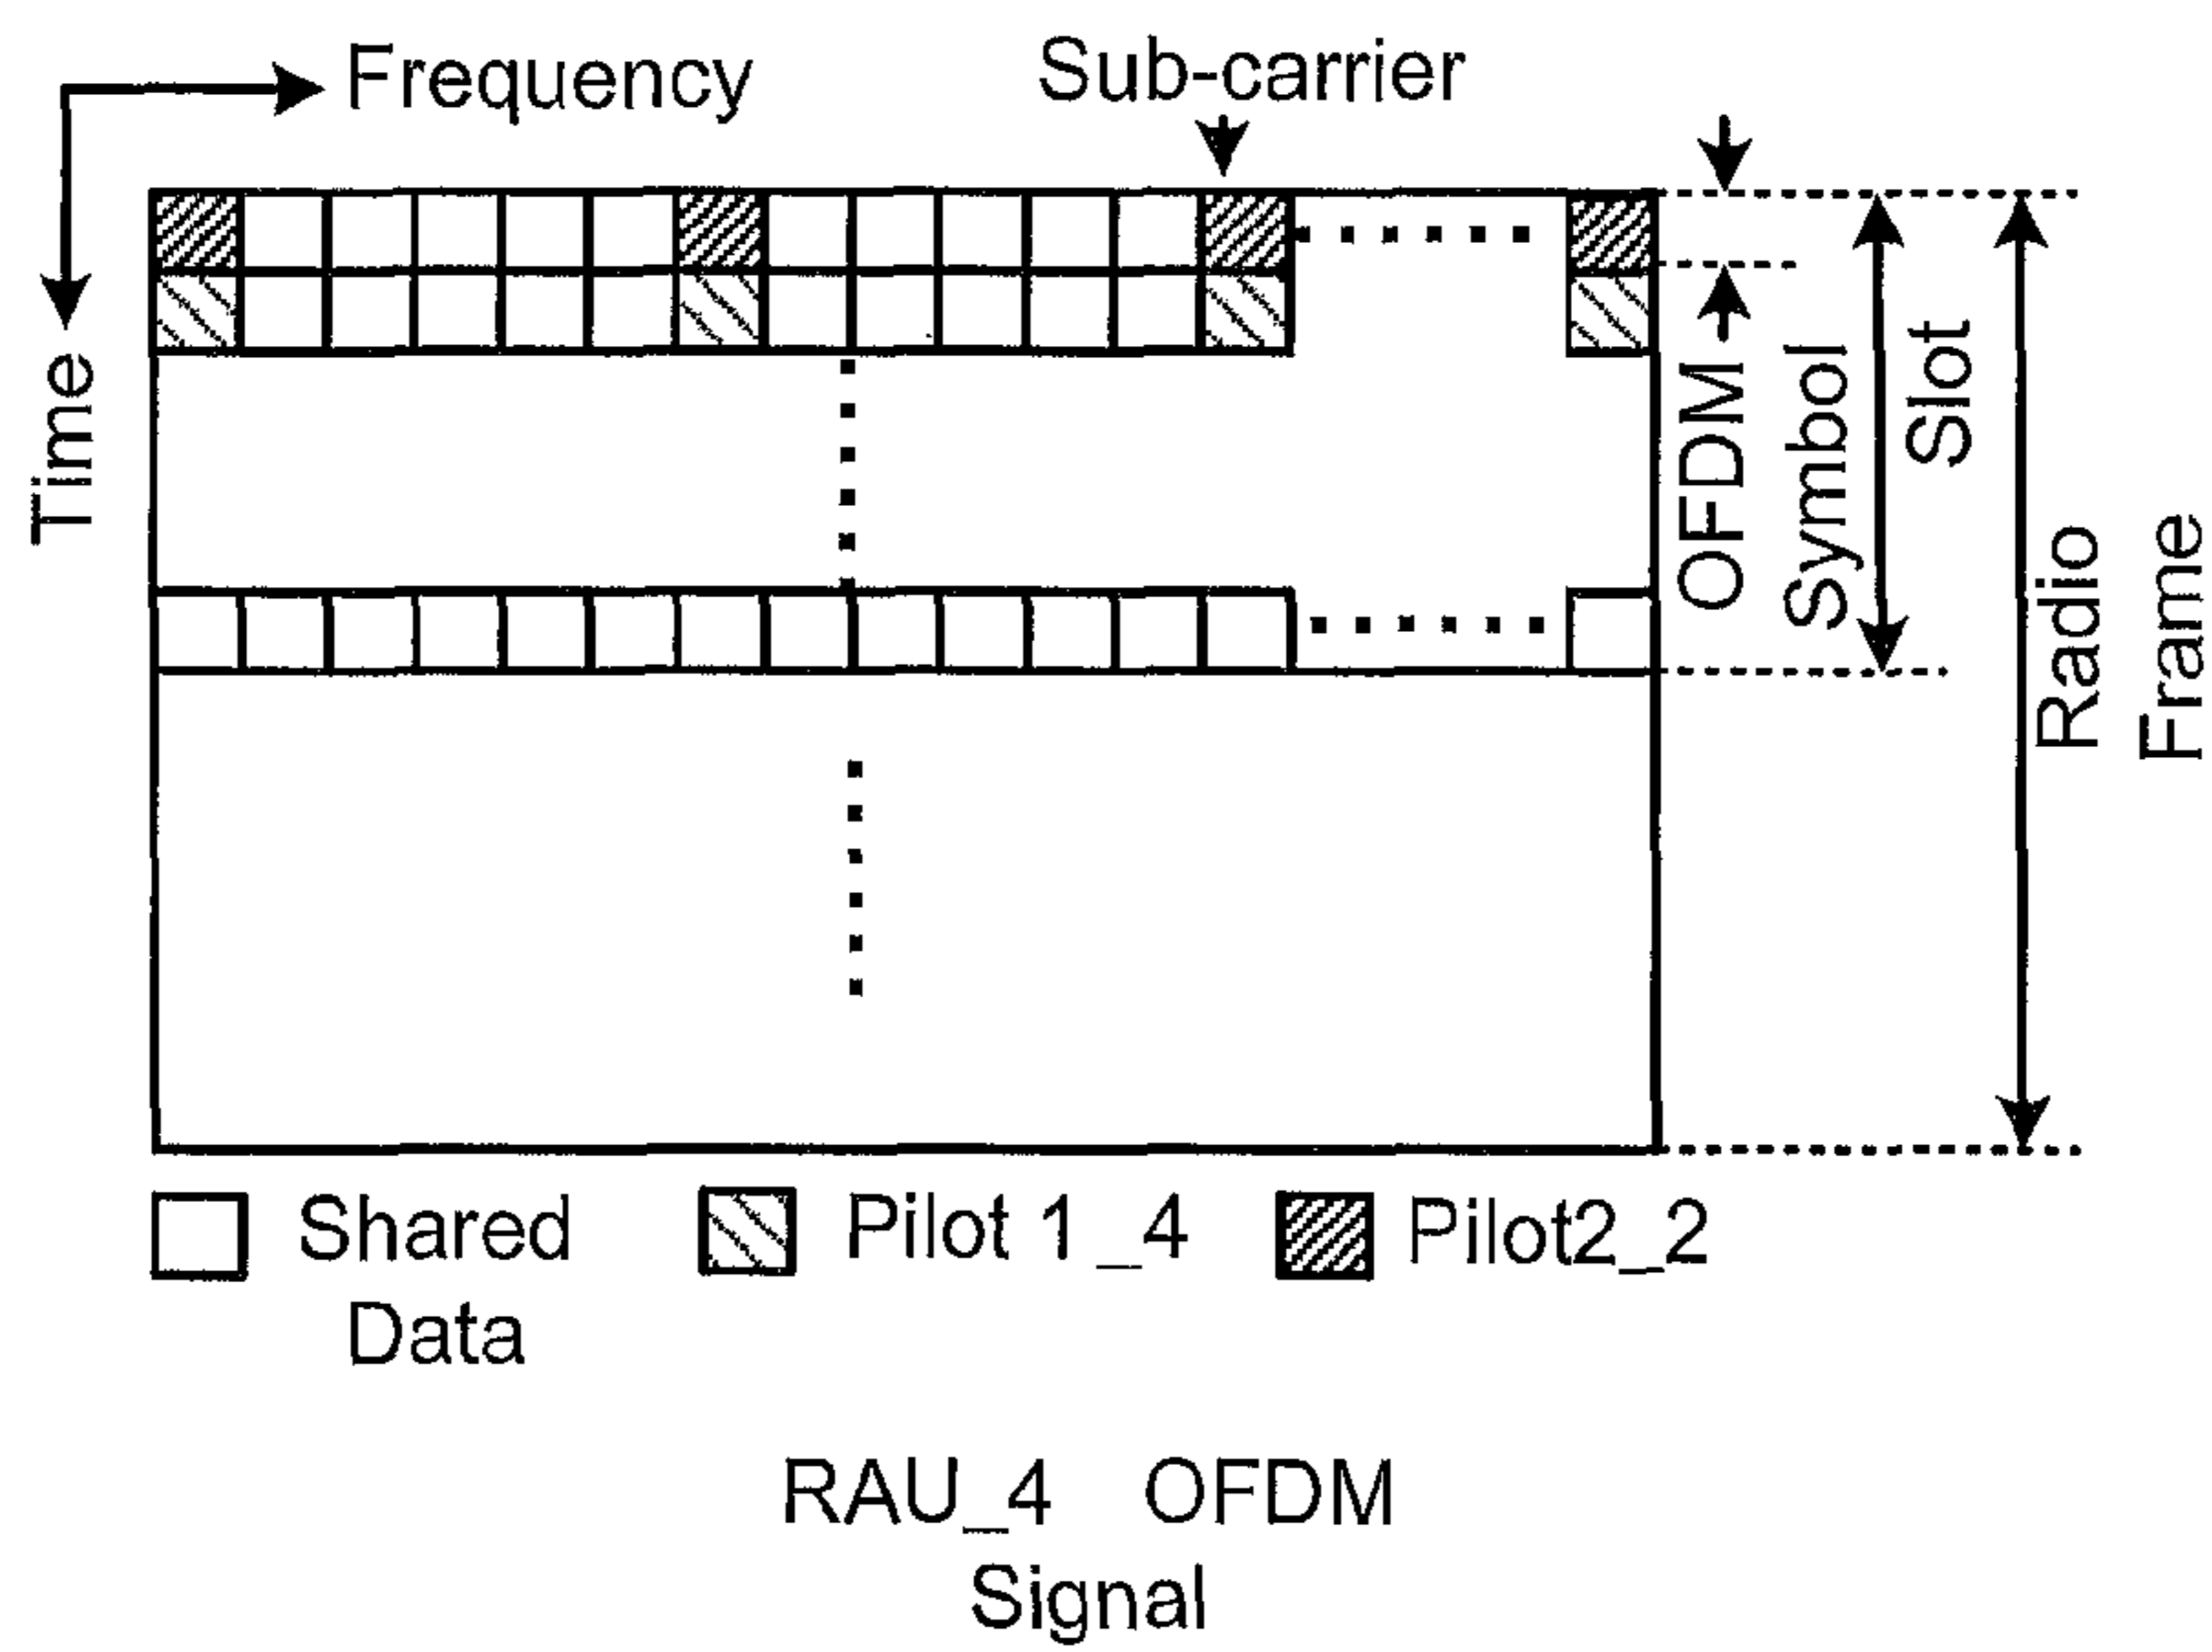 Frequency
Sub-carrier
Time
OFDM
Symbol
Slot
Radio
Frame
Shared
Data
Pilot 1_4
Pilot2_2
RAU_4 OFDM
Signal